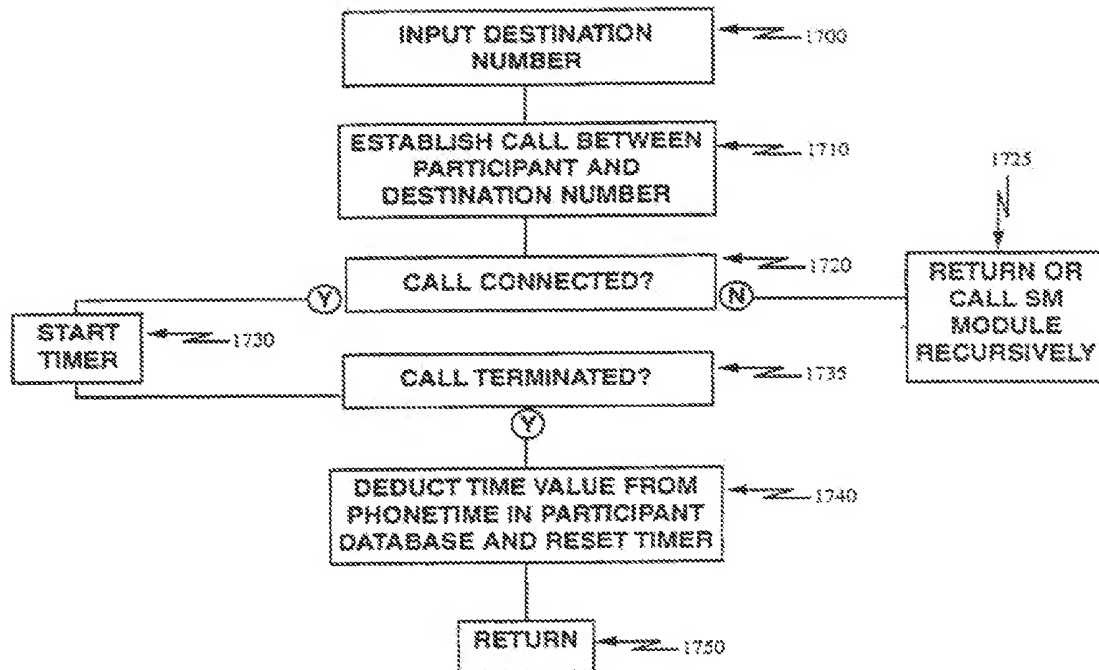 INPUT DESTINATION
NUMBER
1700
ESTABLISH CALL BETWEEN
PARTICIPANT AND
DESTINATION NUMBER
1710
1725
CALL CONNECTED?
1720
Y
N
RETURN OR
CALL SM
MODULE
RECURSIVELY
START
TIMER
1730
CALL TERMINATED?
1735
Y
DEDUCT TIME VALUE FROM
PHONETIME IN PARTICIPANT
DATABASE AND RESET TIMER
1740
RETURN
1750